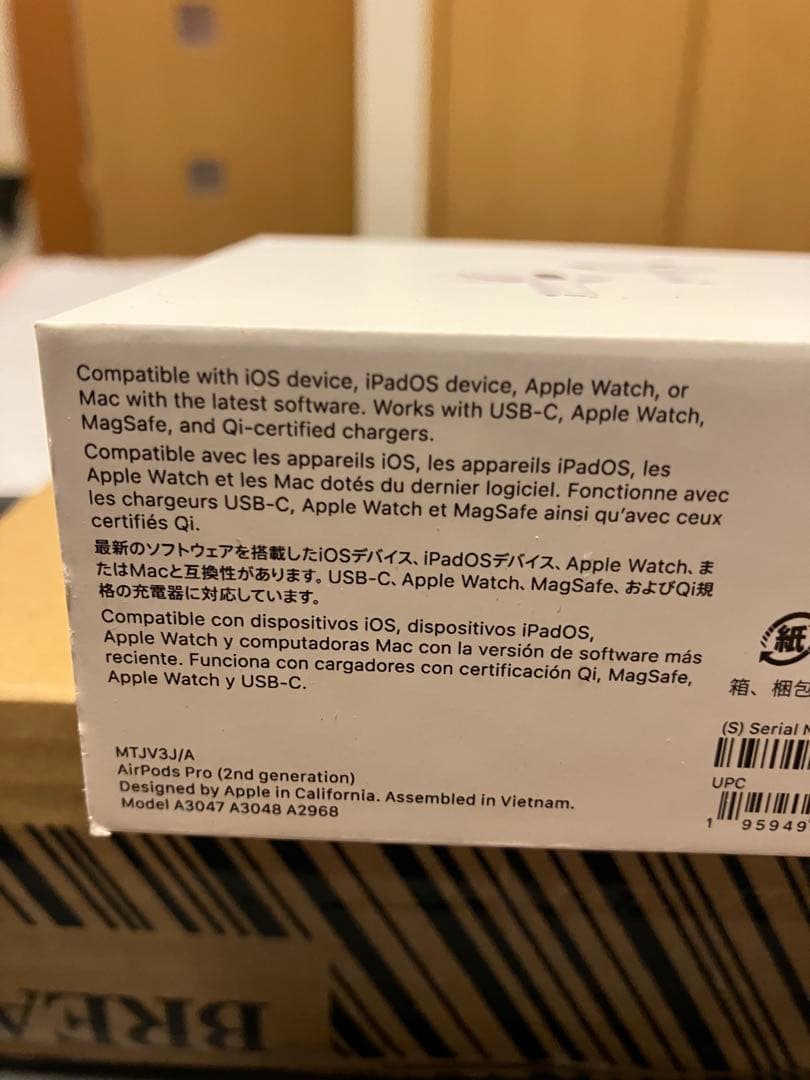 Compatible with iOS device, iPadOS device, Apple Watch, or
Mac with the latest software. Works with USB-C, Apple Watch,
MagSafe, and Qi-certified chargers.
Compatible avec les appareils iOS, les appareils iPadOS, les
Apple Watch et les Mac dotés du dernier logiciel. Fonctionne avec
les chargeurs USB-C, Apple Watch et MagSafe ainsi qu'avec ceux
certifiés Qi.
最新のソフトウェアを搭載したiOSデバイス、iPadOSデバイス、Apple Watch、ま
たはMacと互換性があります。USB-C、Apple Watch、MagSafe、およびQi規
格の充電器に対応しています。
Compatible con dispositivos iOS, dispositivos iPadOS,
Apple Watch y computadoras Mac con la versión de software más
reciente. Funciona con cargadores con certificación Qi, MagSafe,
Apple Watch y USB-C.
MTJV3J/A
AirPods Pro (2nd generation)
Designed by Apple in California. Assembled in Vietnam.
Model A3047 A3048 A2968
紙
箱、梱包
(S) Serial N
UPC
1 95949